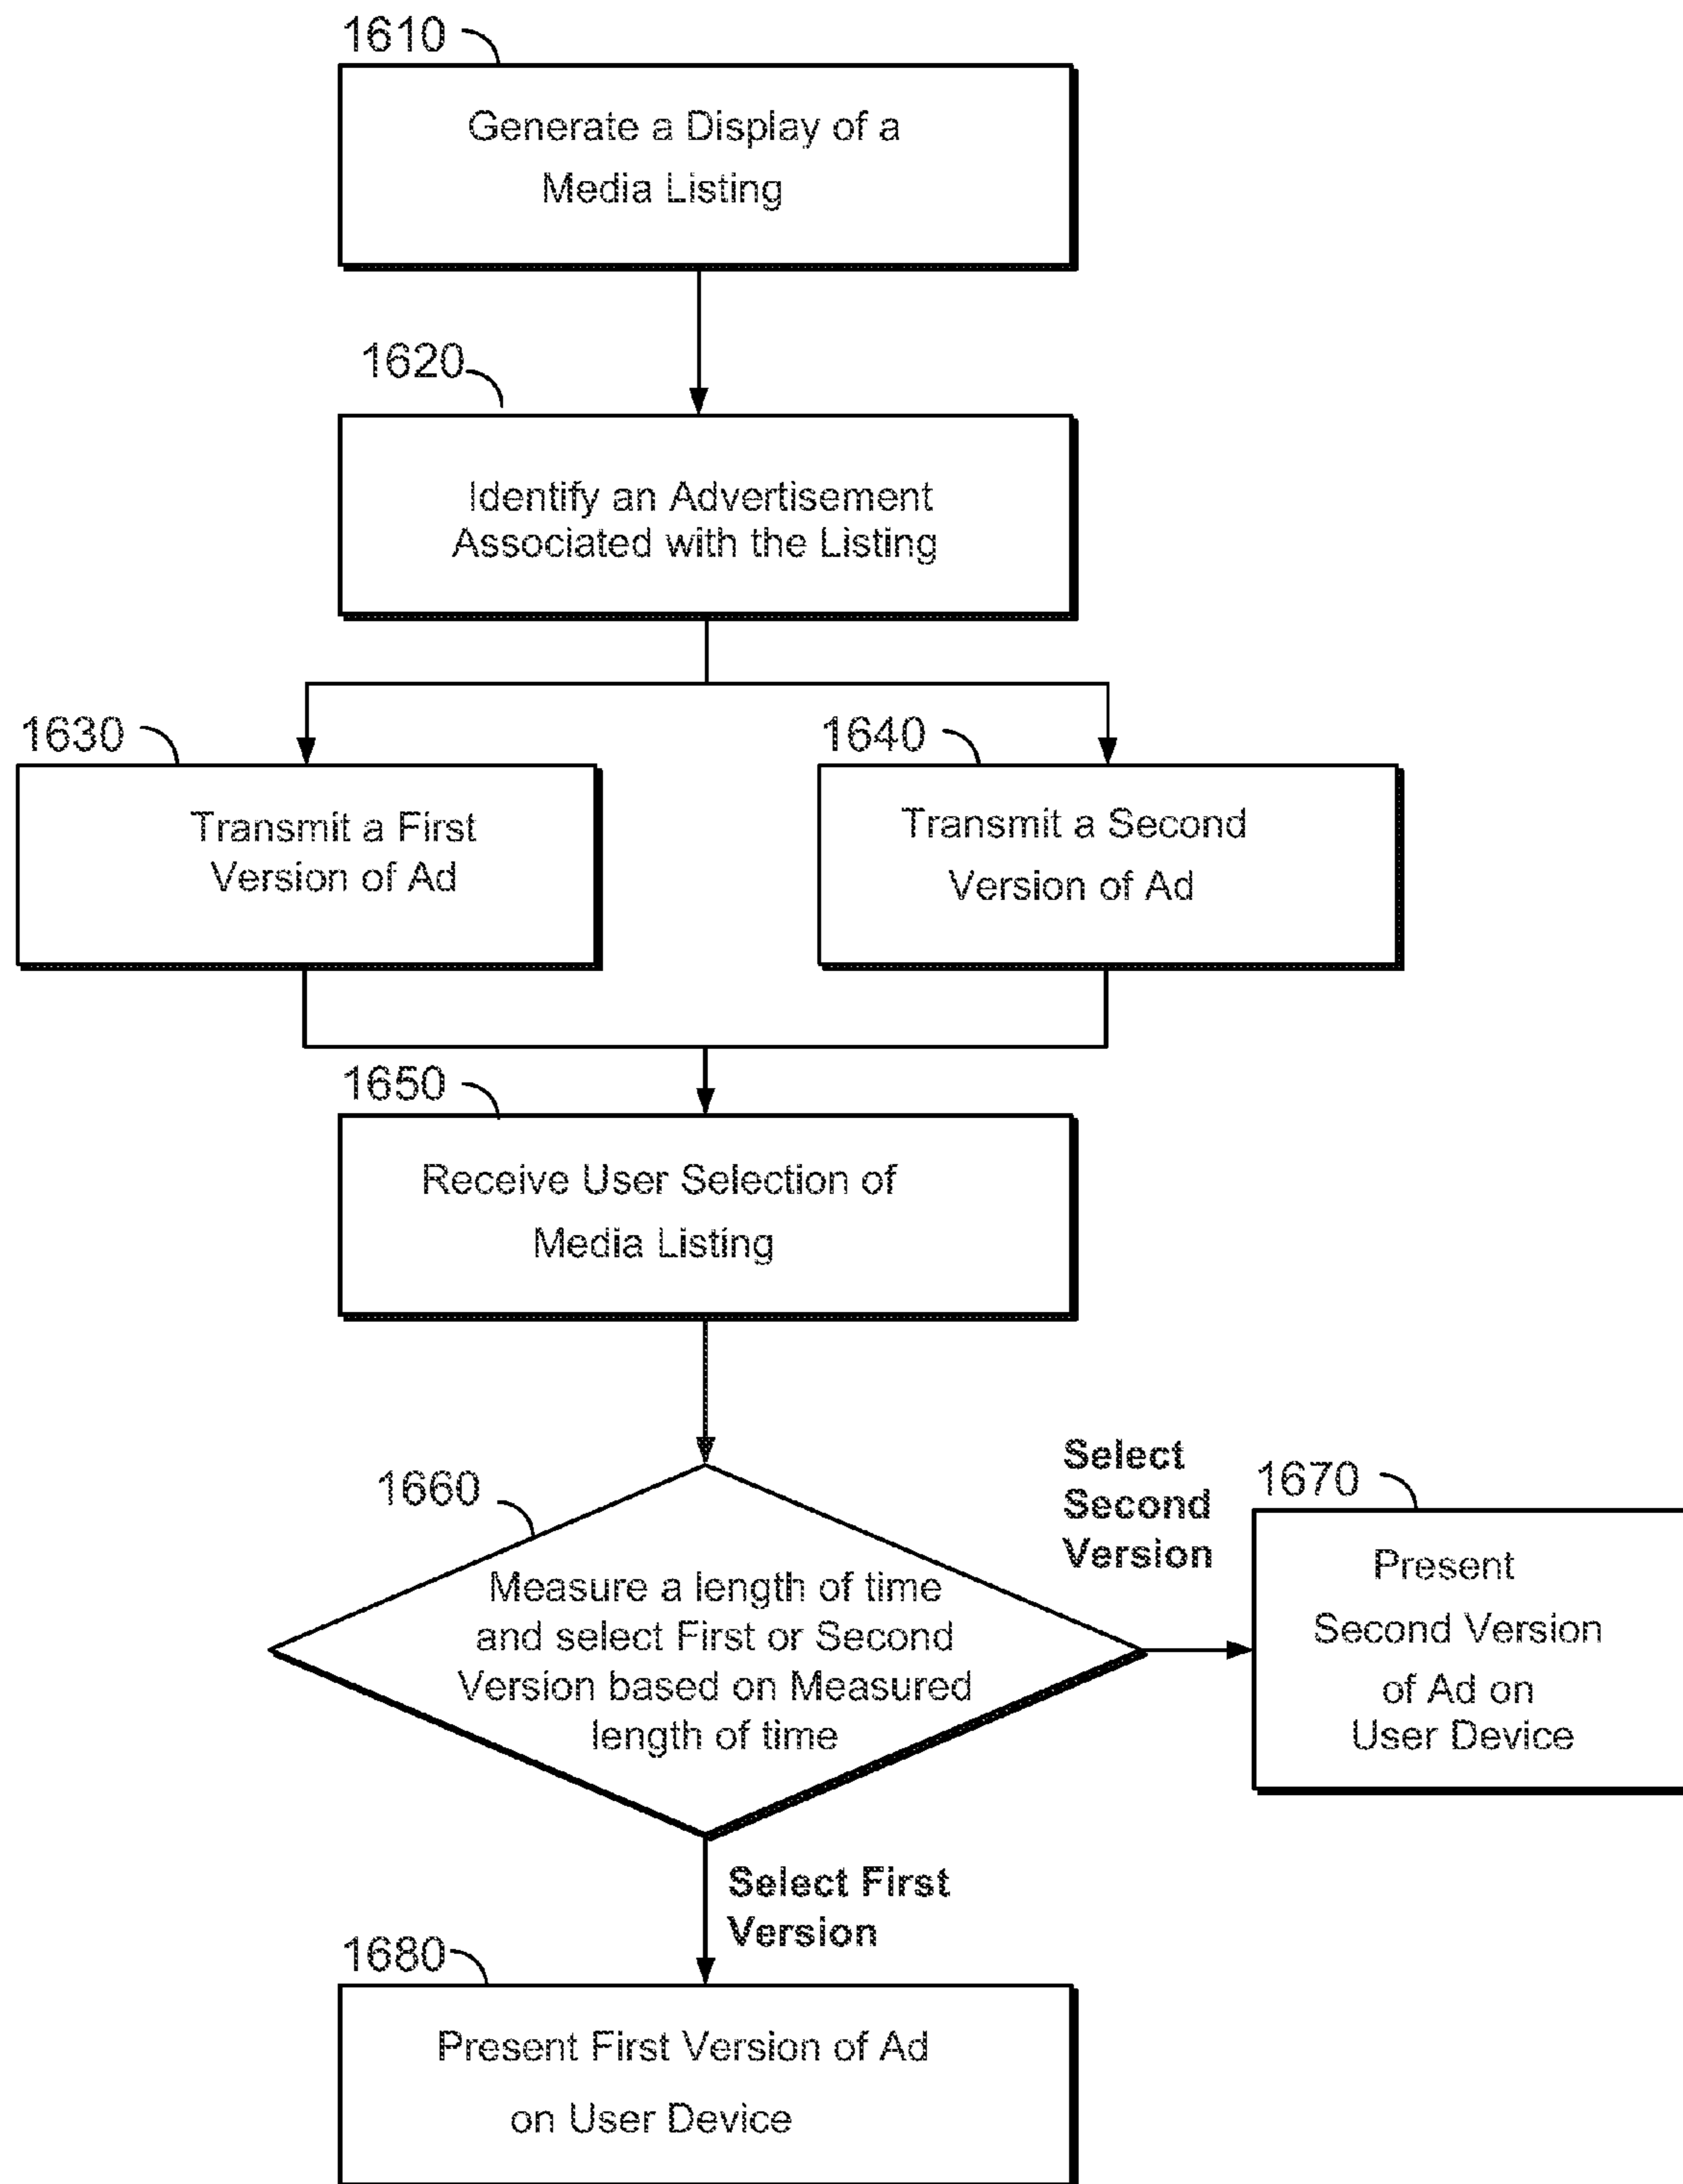 1610
Generate a Display of a
Media Listing
1620
Identify an Advertisement
Associated with the Listing
1630
Transmit a First
Version of Ad
1640
Transmit a Second
Version of Ad
1650
Receive User Selection of
Media Listing
1660
Measure a length of time
and select First or Second
Version based on Measured
length of time
Select
Second
Version
1670
Present
Second Version
of Ad on
User Device
Select First
Version
1680
Present First Version of Ad
on User Device